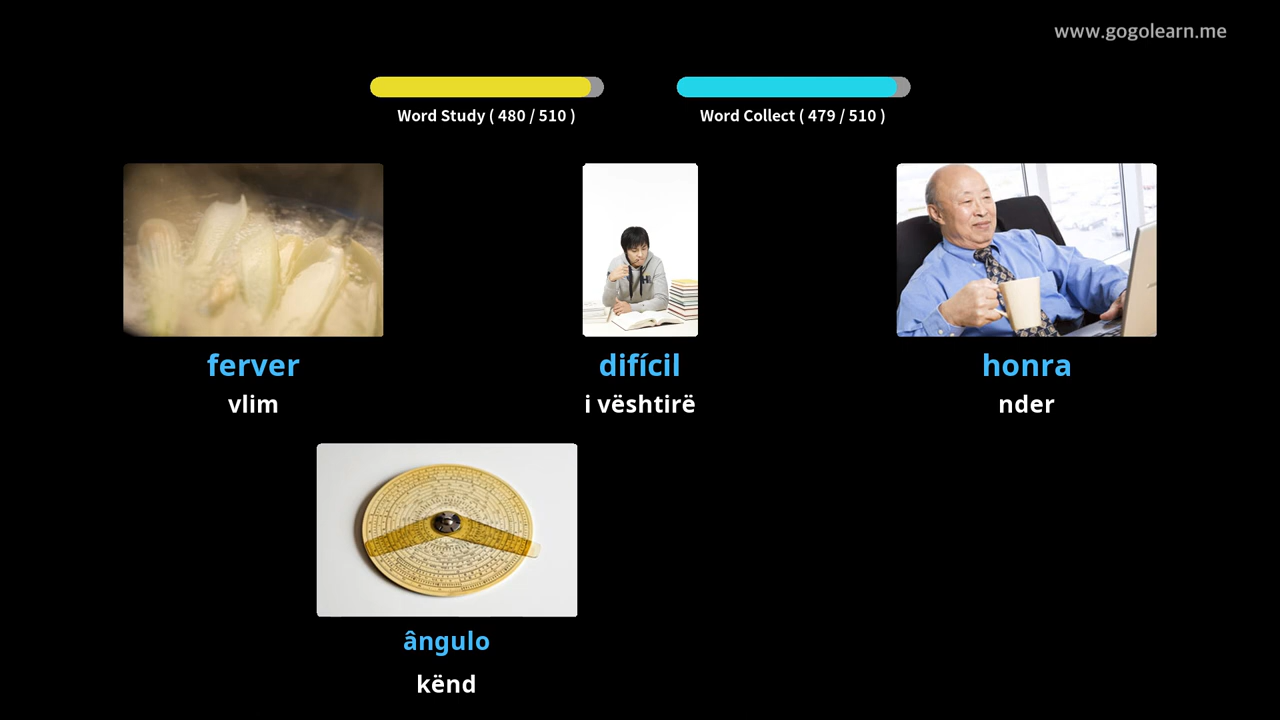 www.gogolearn.me
Word Study ( 480 / 510 )
Word Collect ( 479 / 510 )
ferver
vlim
difícil
i vështirë
honra
nder
ângulo
kënd